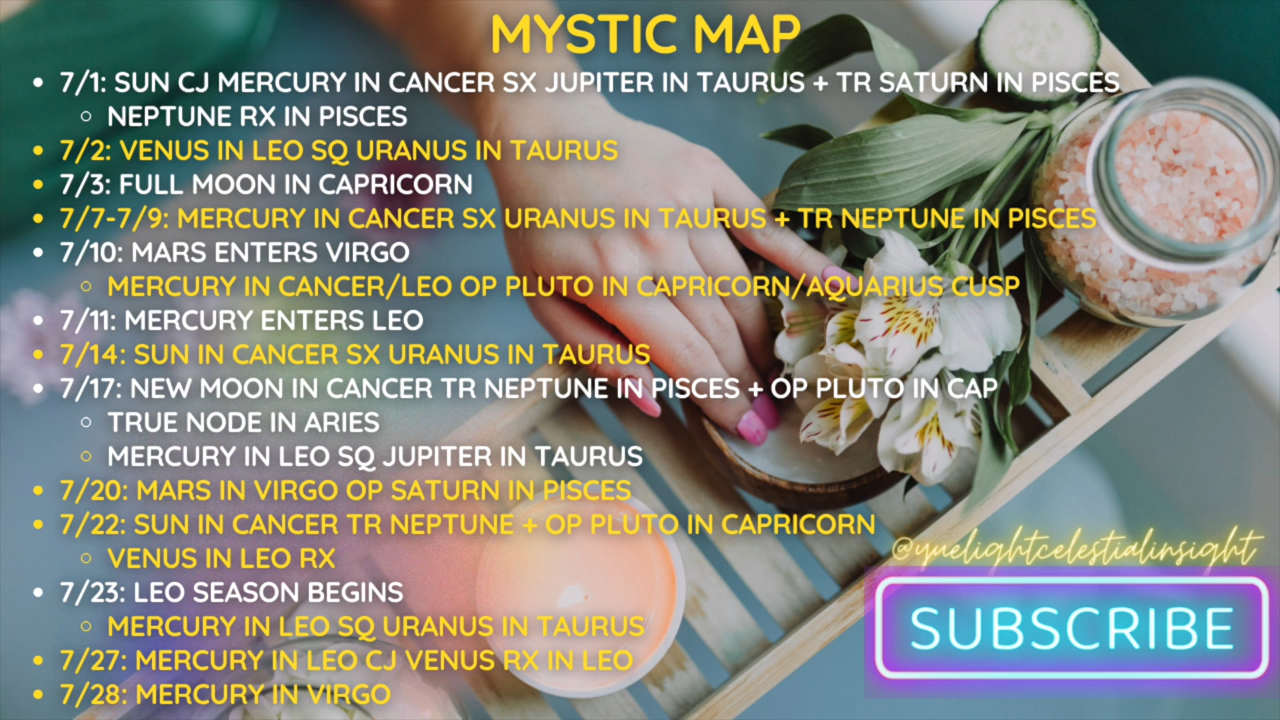 MYSTIC MAP
• 7/1: SUN CJ MERCURY IN CANCER SX JUPITER IN TAURUS + TR SATURN IN PISCES
◦ NEPTUNE RX IN PISCES
• 7/2: VENUS IN LEO SQ URANUS IN TAURUS
• 7/3: FULL MOON IN CAPRICORN
• 7/7-7/9: MERCURY IN CANCER SX URANUS IN TAURUS + TR NEPTUNE IN PISCES
• 7/10: MARS ENTERS VIRGO
◦ MERCURY IN CANCER/LEO OP PLUTO IN CAPRICORN/AQUARIUS CUSP
• 7/11: MERCURY ENTERS LEO
• 7/14: SUN IN CANCER SX URANUS IN TAURUS
• 7/17: NEW MOON IN CANCER TR NEPTUNE IN PISCES + OP PLUTO IN CAP
◦ TRUE NODE IN ARIES
◦ MERCURY IN LEO SQ JUPITER IN TAURUS
• 7/20: MARS IN VIRGO OP SATURN IN PISCES
• 7/22: SUN IN CANCER TR NEPTUNE + OP PLUTO IN CAPRICORN
◦ VENUS IN LEO RX
• 7/23: LEO SEASON BEGINS
◦ MERCURY IN LEO SQ URANUS IN TAURUS
• 7/27: MERCURY IN LEO CJ VENUS RX IN LEO
• 7/28: MERCURY IN VIRGO
@yuelightcelestialinsight
SUBSCRIBE